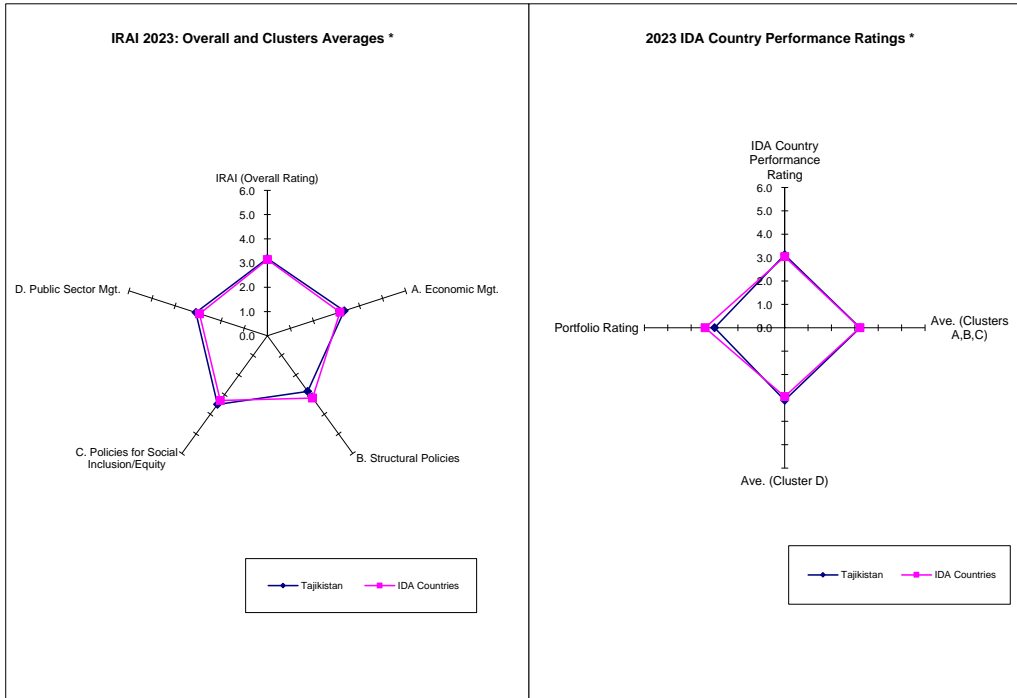 IRAI 2023: Overall and Clusters Averages *
IRAI (Overall Rating)
6.0
5.0
4.0
3.0
2.0
1.0
0.0
A. Economic Mgt.
B. Structural Policies
C. Policies for Social
Inclusion/Equity
D. Public Sector Mgt.
Tajikistan
IDA Countries
2023 IDA Country Performance Ratings *
IDA Country
Performance
Rating
6.0
5.0
4.0
3.0
2.0
1.0
0.0
Ave. (Clusters
A,B,C)
Ave. (Cluster D)
Portfolio Rating
Tajikistan
IDA Countries